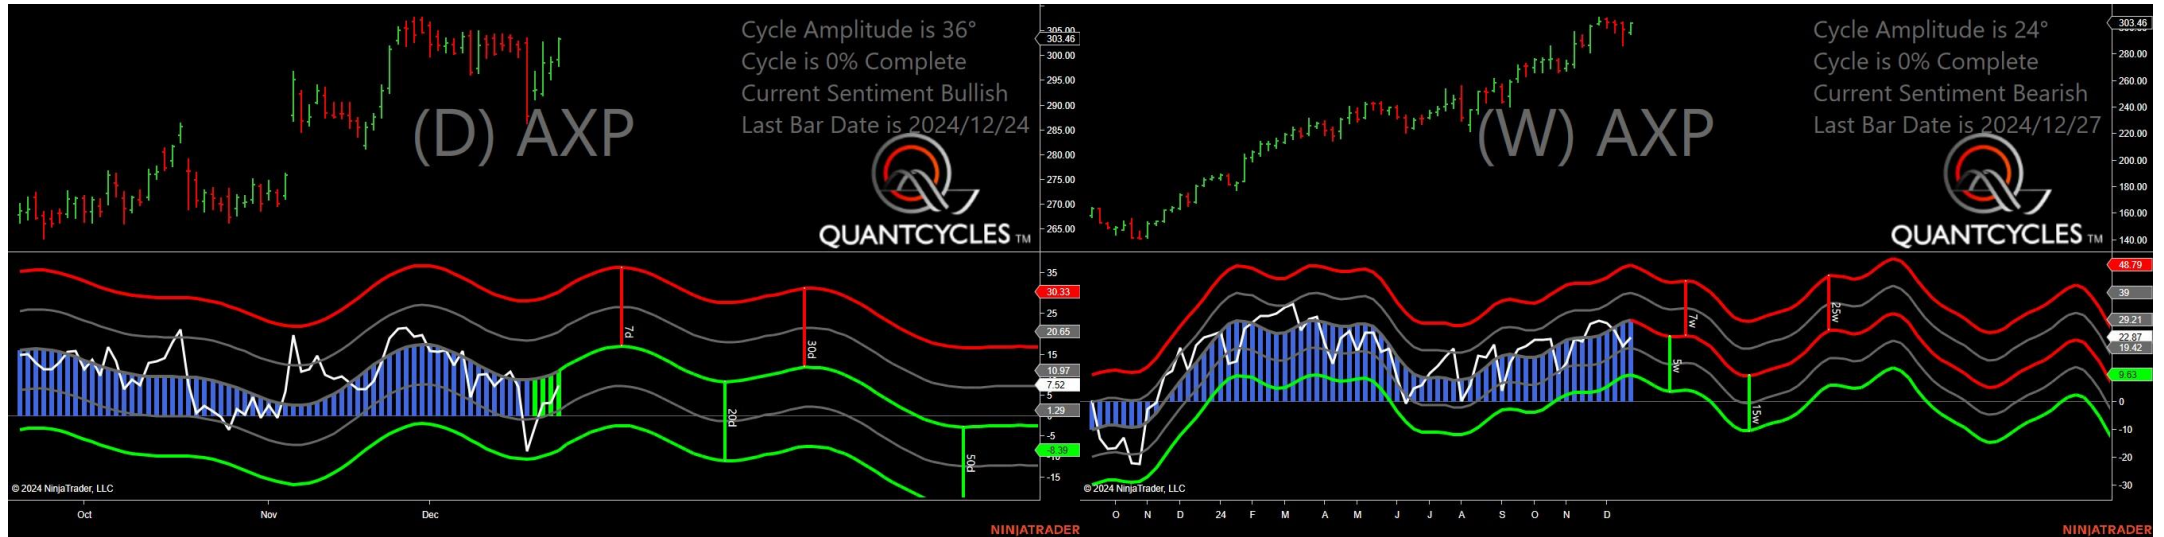 Cycle Amplitude is 36°
Cycle is 0% Complete
Current Sentiment Bullish
Last Bar Date is 2024/12/24
(D) AXP
QUANTCYCLES TM
305.00
303.46
300.00
295.00
290.00
285.00
280.00
275.00
270.00
265.00
35
30.33
25
20.65
15
10.97
7.52
5
1.29
-5
-8.39
-15
7d
20d
30d
50d
© 2024 NinjaTrader, LLC
Oct Nov Dec
NINJATRADER
Cycle Amplitude is 24°
Cycle is 0% Complete
Current Sentiment Bearish
Last Bar Date is 2024/12/27
(W) AXP
QUANTCYCLES TM
303.46
280.00
260.00
240.00
220.00
200.00
180.00
160.00
140.00
48.79
39
29.21
22.87
19.42
9.63
0
-10
-20
-30
5w
7w
15w
25w
© 2024 NinjaTrader, LLC
O N D 24 F M A M J J A S O N D
NINJATRADER